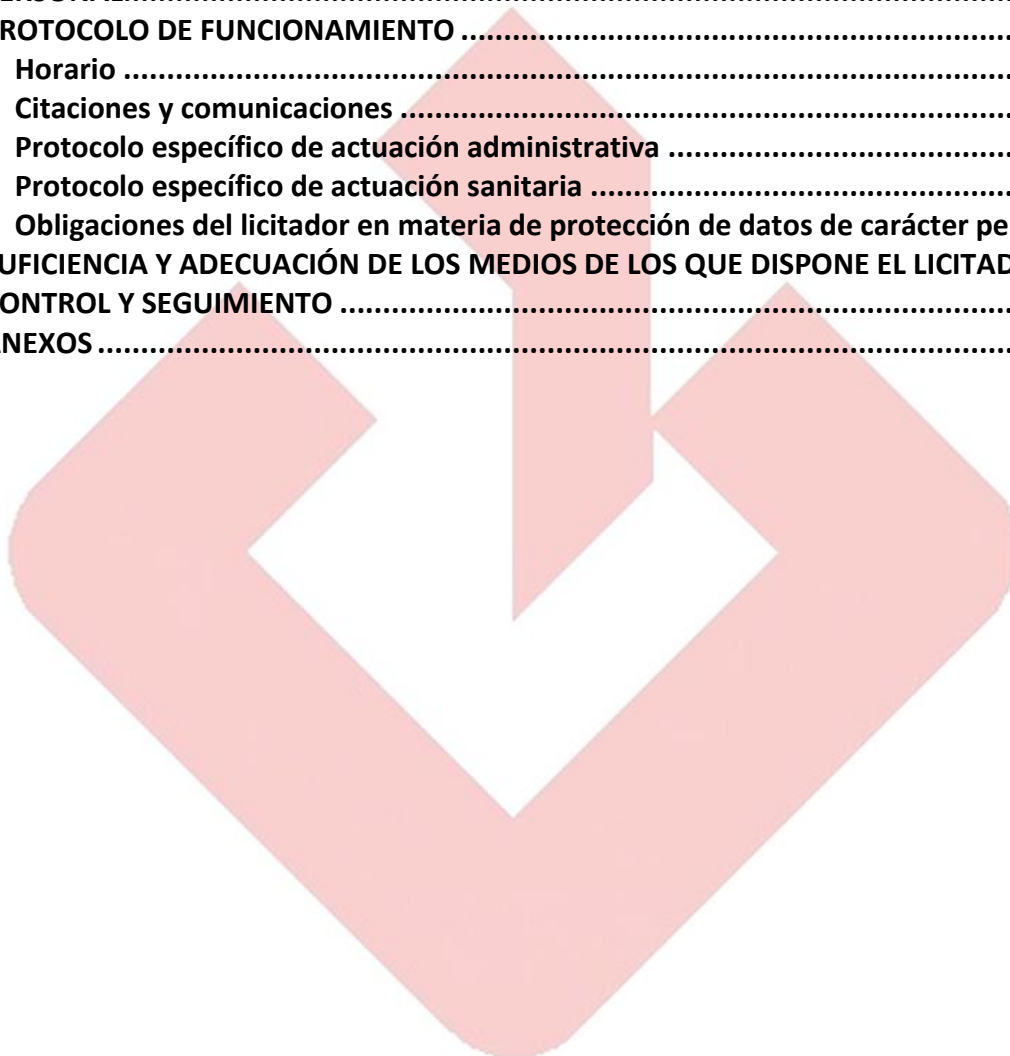 ROTOCOLO DE FUNCIONAMIENTO ............................................................
Horario ............................................................
Citaciones y comunicaciones ............................................................
Protocolo específico de actuación administrativa ............................................................
Protocolo específico de actuación sanitaria ............................................................
Obligaciones del licitador en materia de protección de datos de carácter pe
UFICIENCIA Y ADECUACIÓN DE LOS MEDIOS DE LOS QUE DISPONE EL LICITAD
ONTROL Y SEGUIMIENTO ............................................................
NEXOS ............................................................